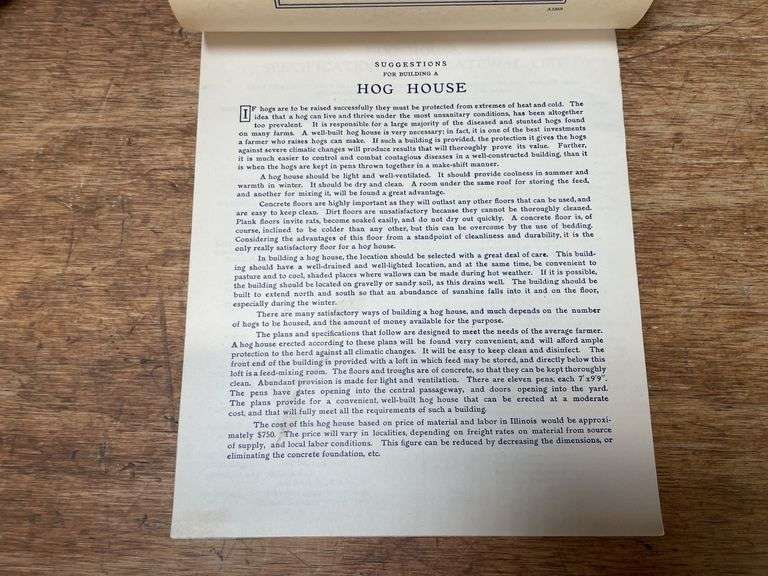 SUGGESTIONS
FOR BUILDING A
HOG HOUSE
IF hogs are to be raised successfully they must be protected from extremes of heat and cold. The
idea that a hog can live and thrive under the most unsanitary conditions, has been altogether
too prevalent. It is responsible for a large majority of the diseased and stunted hogs found
on many farms. A well-built hog house is very necessary; in fact, it is one of the best investments
a farmer who raises hogs can make. If such a building is provided, the protection it gives the hogs
against severe climatic changes will produce results that will thoroughly prove its value. Further,
it is much easier to control and combat contagious diseases in a well-constructed building, than it
is when the hogs are kept in pens thrown together in a make-shift manner.
A hog house should be light and well-ventilated. It should provide coolness in summer and
warmth in winter. It should be dry and clean. A room under the same roof for storing the feed,
and another for mixing it, will be found a great advantage.
Concrete floors are highly important as they will outlast any other floors that can be used, and
are easy to keep clean. Dirt floors are unsatisfactory because they cannot be thoroughly cleaned.
Plank floors invite rats, become soaked easily, and do not dry out quickly. A concrete floor is, of
course, inclined to be colder than any other, but this can be overcome by the use of bedding.
Considering the advantages of this floor from a standpoint of cleanliness and durability, it is the
only really satisfactory floor for a hog house.
In building a hog house, the location should be selected with a great deal of care. This build-
ing should have a well-drained and well-lighted location, and at the same time, be convenient to
pasture and to cool, shaded places where wallows can be made during hot weather. If it is possible,
the building should be located on gravelly or sandy soil, as this drains well. The building should be
built to extend north and south so that an abundance of sunshine falls into it and on the floor,
especially during the winter.
There are many satisfactory ways of building a hog house, and much depends on the number
of hogs to be housed, and the amount of money available for the purpose.
The plans and specifications that follow are designed to meet the needs of the average farmer.
A hog house erected according to these plans will be found very convenient, and will afford ample
protection to the herd against all climatic changes. It will be easy to keep clean and disinfect. The
front end of the building is provided with a loft in which feed may be stored, and directly below this
loft is a feed-mixing room. The floors and troughs are of concrete, so that they can be kept thoroughly
clean. Abundant provision is made for light and ventilation. There are eleven pens, each 7'x9'9".
The pens have gates opening into the central passageway, and doors opening into the yard.
The plans provide for a convenient, well-built hog house that can be erected at a moderate
cost, and that will fully meet all the requirements of such a building.
The cost of this hog house based on price of material and labor in Illinois would be approxi-
mately $750. The price will vary in localities, depending on freight rates on material from source
of supply, and local labor conditions. This figure can be reduced by decreasing the dimensions, or
eliminating the concrete foundation, etc.